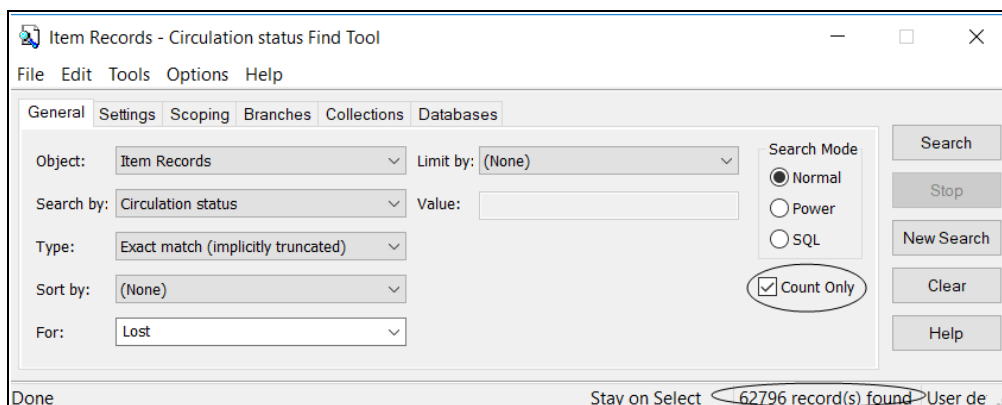 Item Records - Circulation status Find Tool
File Edit Tools Options Help
General Settings Scoping Branches Collections Databases
Object: Item Records Limit by: (None)
Search by: Circulation status Value:
Type: Exact match (implicitly truncated)
Sort by: (None)
For: Lost
Search Mode
Normal
Power
SQL
Count Only
Search
Stop
New Search
Clear
Help
Done Stay on Select 62796 record(s) found User de